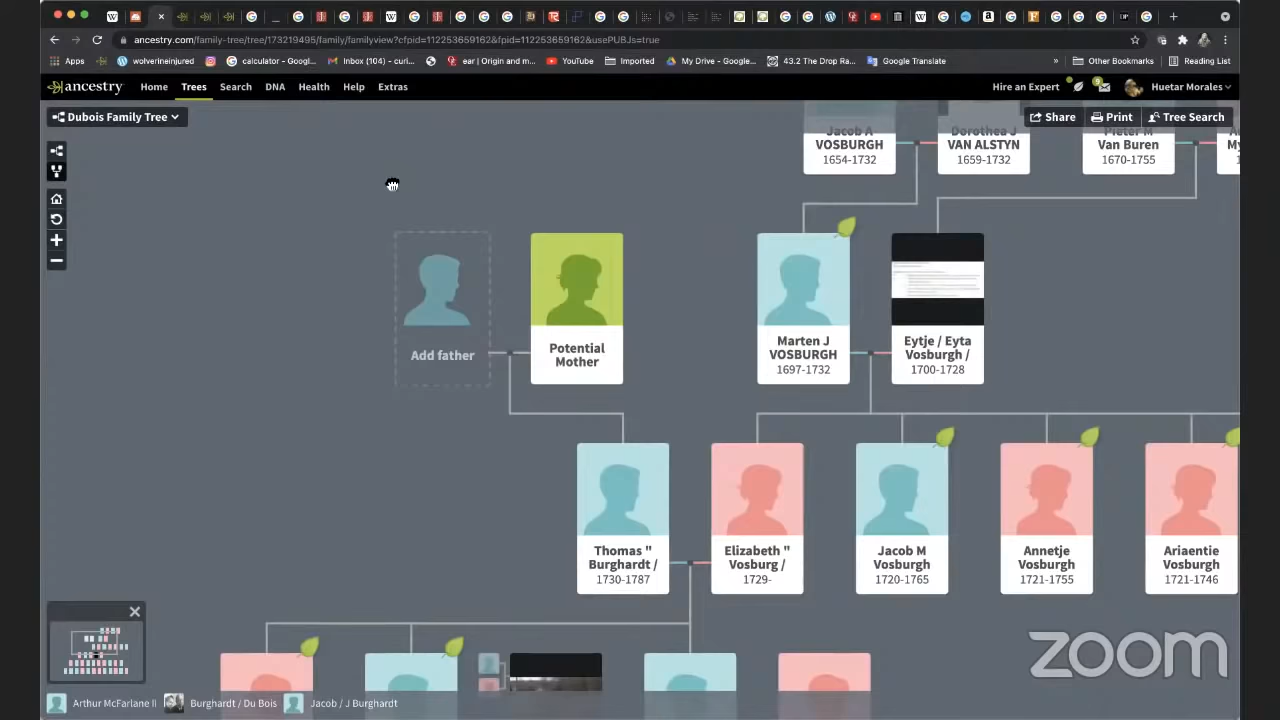 ancestry.com/family-tree/tree/173219495/family/familyview?cfpid=112253659162&fpid=112253659162&usePUBJs=true
Apps
wolverineinjured
calculator - Googl...
Inbox (104) - curi...
ear | Origin and m...
YouTube
Imported
My Drive - Google...
43.2 The Drop Ra...
Google Translate
»
Other Bookmarks
Reading List
ancestry
Home
Trees
Search
DNA
Health
Help
Extras
Hire an Expert
9
Huetar Morales
Dubois Family Tree
Share
Print
Tree Search
Jacob A
VOSBURGH
1654-1732
Dorothea J
VAN ALSTYN
1659-1732
Pieter M
Van Buren
1670-1755
Add father
Potential
Mother
Marten J
VOSBURGH
1697-1732
Eytje / Eyta
Vosburgh /
1700-1728
Thomas "
Burghardt /
1730-1787
Elizabeth "
Vosburg /
1729-
Jacob M
Vosburgh
1720-1765
Annetje
Vosburgh
1721-1755
Ariaentie
Vosburgh
1721-1746
Arthur McFarlane II
Burghardt / Du Bois
Jacob / J Burghardt
zoom